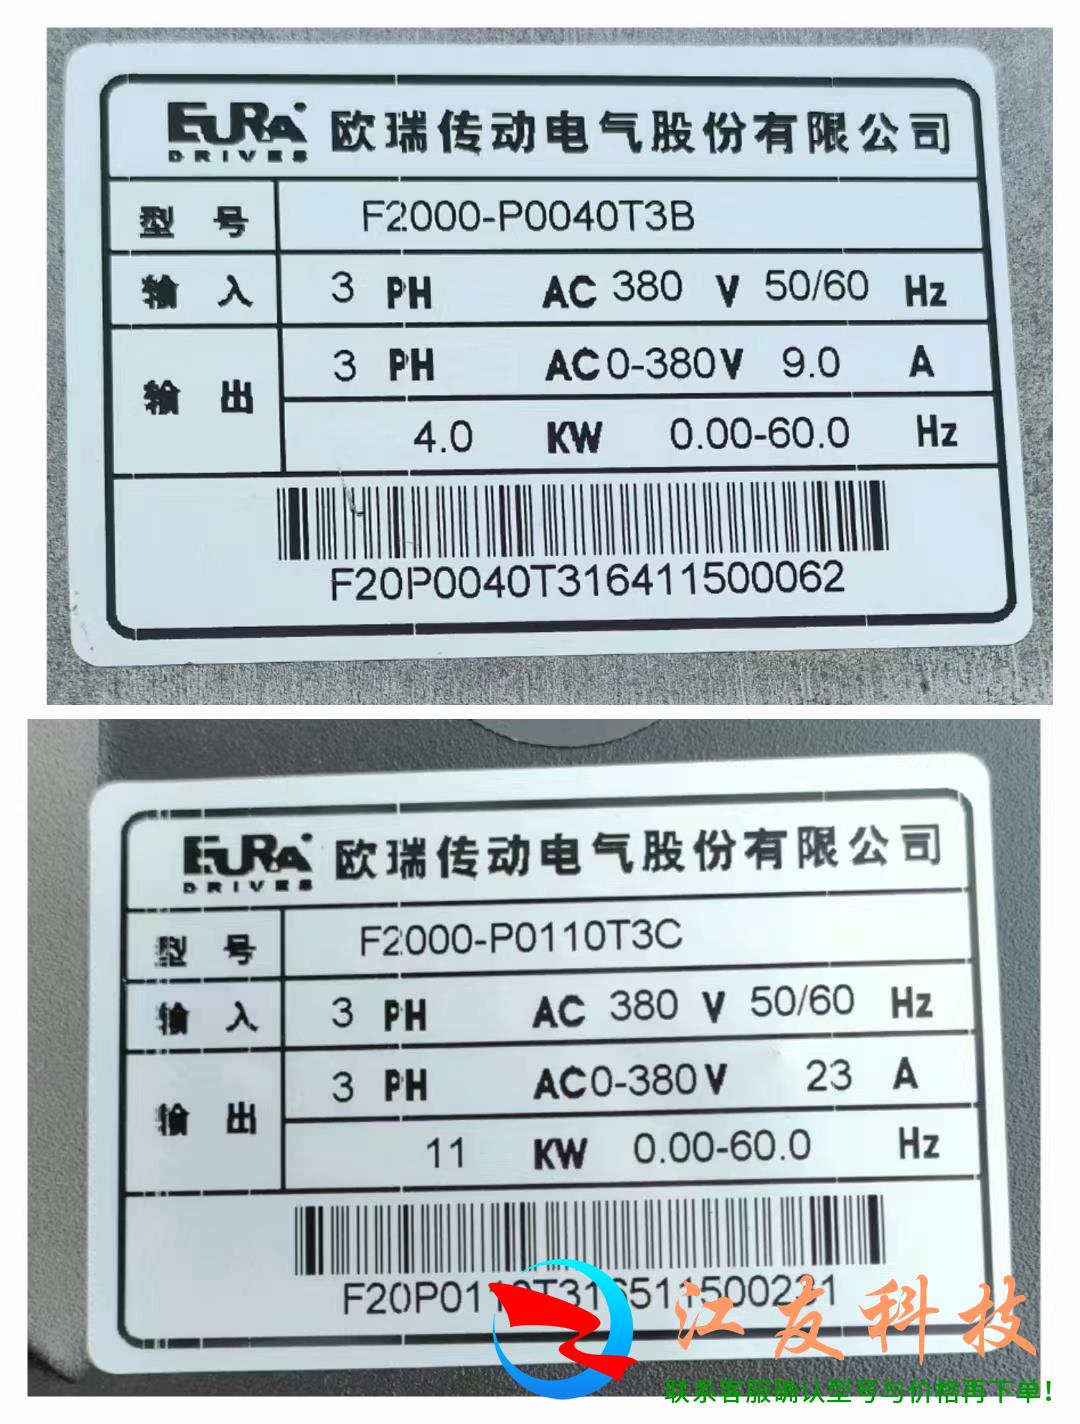 EURA DRIVES 欧瑞传动电气股份有限公司
型 号 F2000-P0040T3B
输 入 3 PH AC 380 V 50/60 Hz
输 出 3 PH AC 0-380V 9.0 A
4.0 KW 0.00-60.0 Hz
F20P0040T316411500062
EURA DRIVES 欧瑞传动电气股份有限公司
型 号 F2000-P0110T3C
输 入 3 PH AC 380 V 50/60 Hz
输 出 3 PH AC 0-380V 23 A
11 KW 0.00-60.0 Hz
F20P0110T316511500231
江友科技
联系客服确认型号与价格再下单!